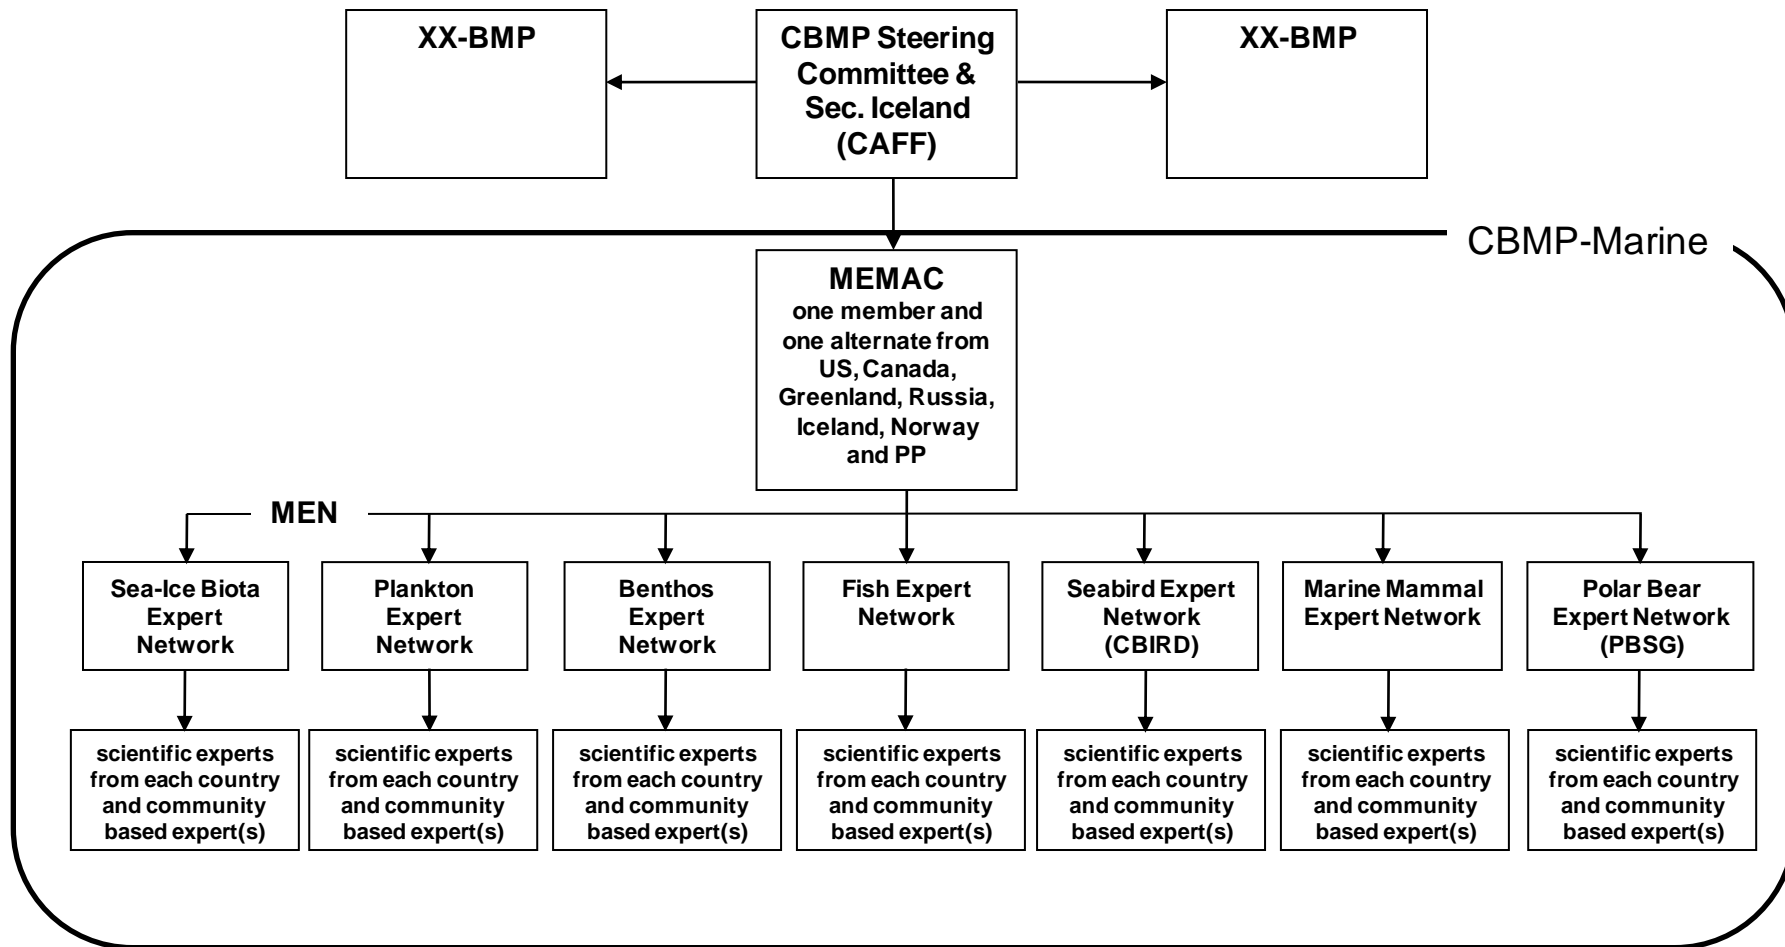 XX-BMP
CBMP Steering
Committee &
Sec. Iceland
(CAFF)
XX-BMP
CBMP-Marine
MEMAC
one member and
one alternate from
US, Canada,
Greenland, Russia,
Iceland, Norway
and PP
MEN
Sea-Ice Biota
Expert
Network
Plankton
Expert
Network
Benthos
Expert
Network
Fish Expert
Network
Seabird Expert
Network
(CBIRD)
Marine Mammal
Expert Network
Polar Bear
Expert Network
(PBSG)
scientific experts
from each country
and community
based expert(s)
scientific experts
from each country
and community
based expert(s)
scientific experts
from each country
and community
based expert(s)
scientific experts
from each country
and community
based expert(s)
scientific experts
from each country
and community
based expert(s)
scientific experts
from each country
and community
based expert(s)
scientific experts
from each country
and community
based expert(s)